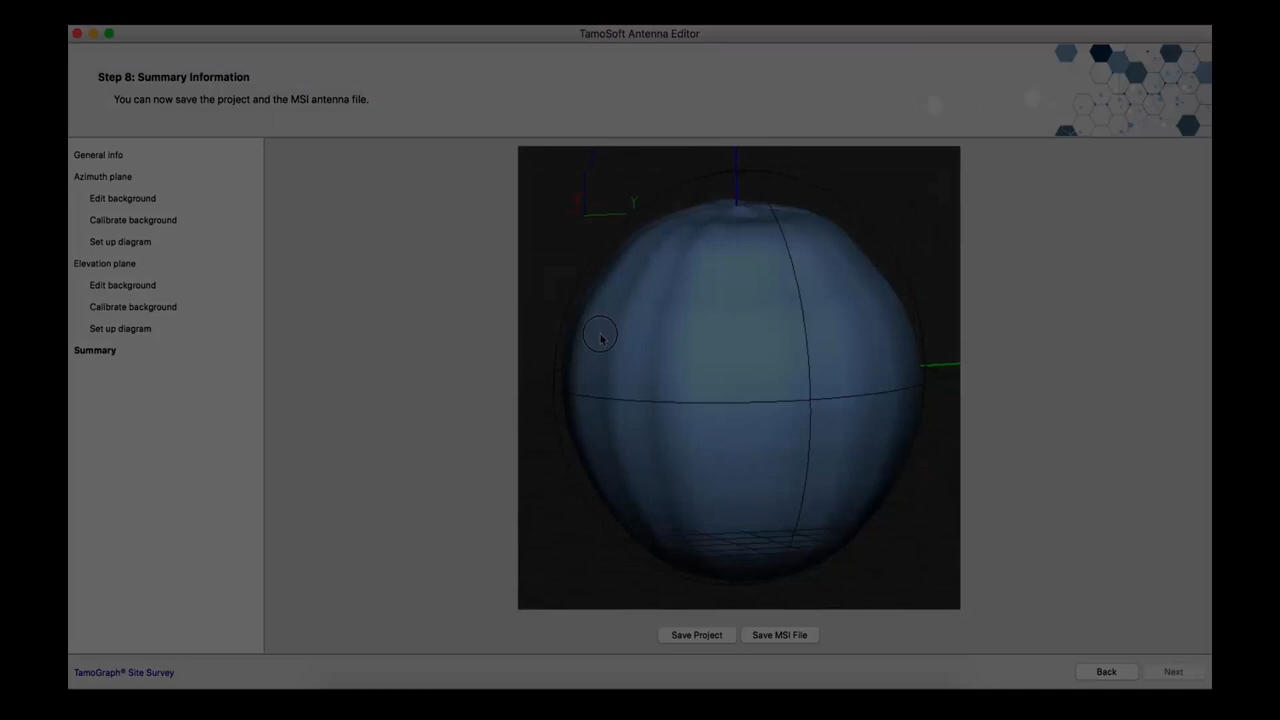 TamoSoft Antenna Editor
Step 8: Summary Information
You can now save the project and the MSI antenna file.
General info
Azimuth plane
Edit background
Calibrate background
Set up diagram
Elevation plane
Edit background
Calibrate background
Set up diagram
Summary
Y
Save Project
Save MSI File
TamoGraph® Site Survey
Back
Next